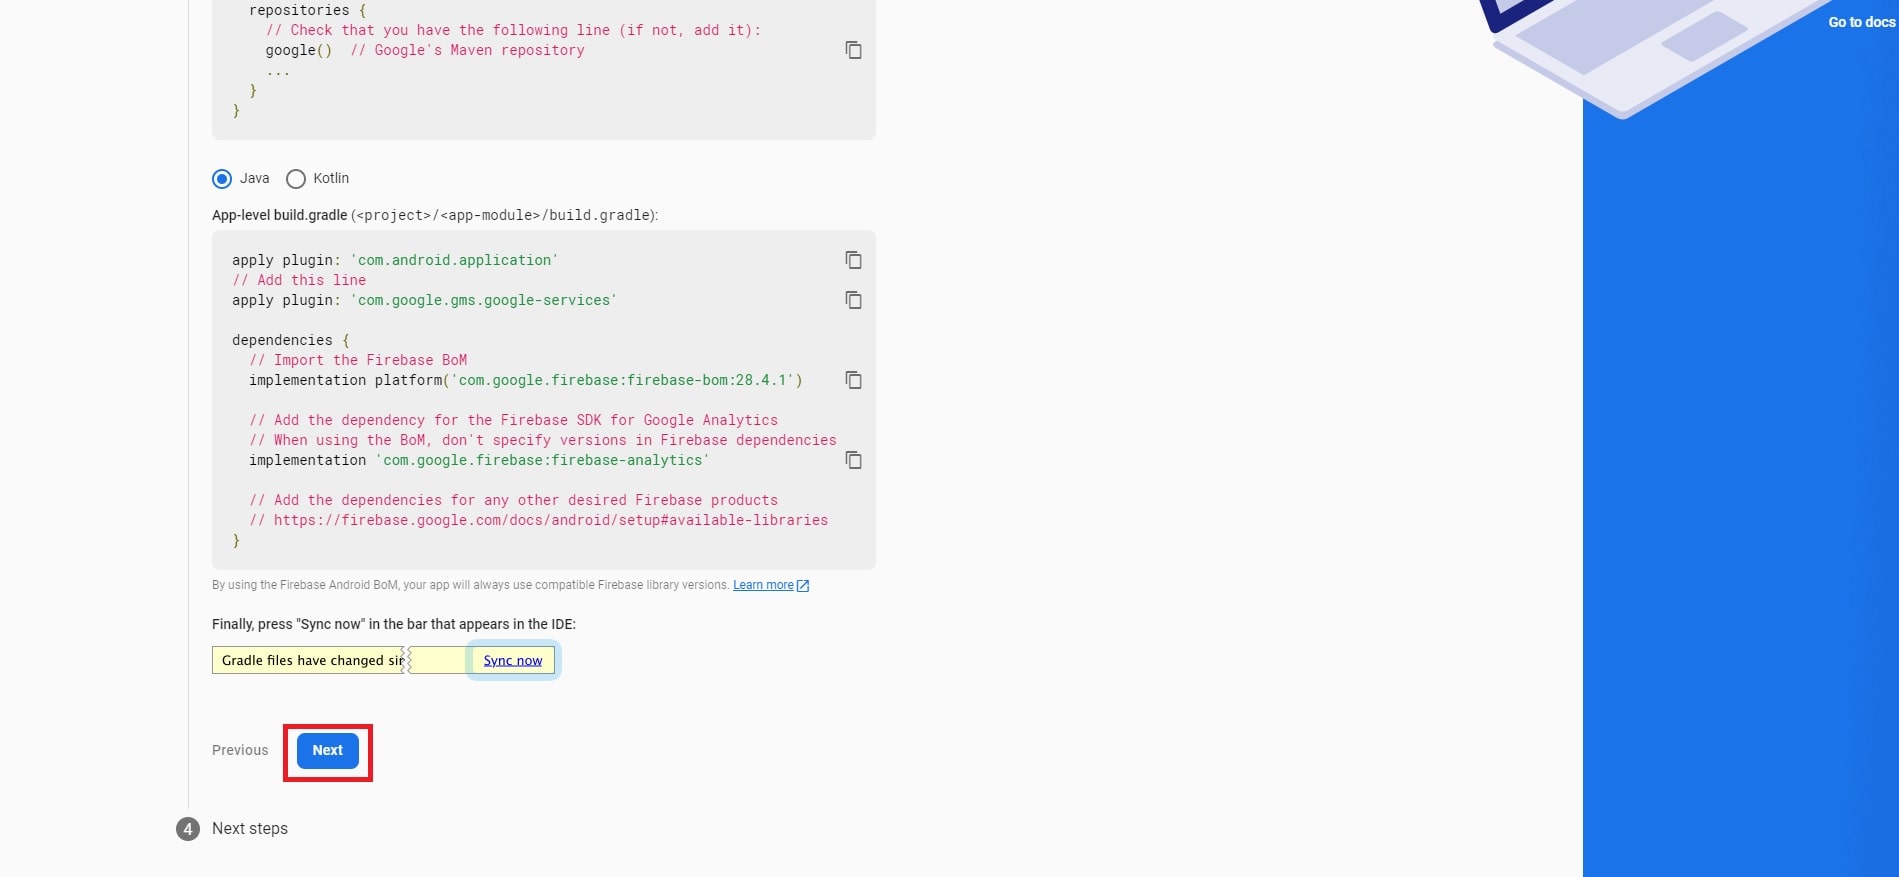 repositories {
// Check that you have the following line (if not, add it):
google()  // Google's Maven repository
...
}
}
Go to docs
Java
Kotlin
App-level build.gradle (<project>/<app-module>/build.gradle):
apply plugin: 'com.android.application'
// Add this line
apply plugin: 'com.google.gms.google-services'
dependencies {
// Import the Firebase BoM
implementation platform('com.google.firebase:firebase-bom:28.4.1')
// Add the dependency for the Firebase SDK for Google Analytics
// When using the BoM, don't specify versions in Firebase dependencies
implementation 'com.google.firebase:firebase-analytics'
// Add the dependencies for any other desired Firebase products
// https://firebase.google.com/docs/android/setup#available-libraries
}
By using the Firebase Android BoM, your app will always use compatible Firebase library versions. Learn more
Finally, press "Sync now" in the bar that appears in the IDE:
Gradle files have changed sin Sync now
Previous
Next
4 Next steps